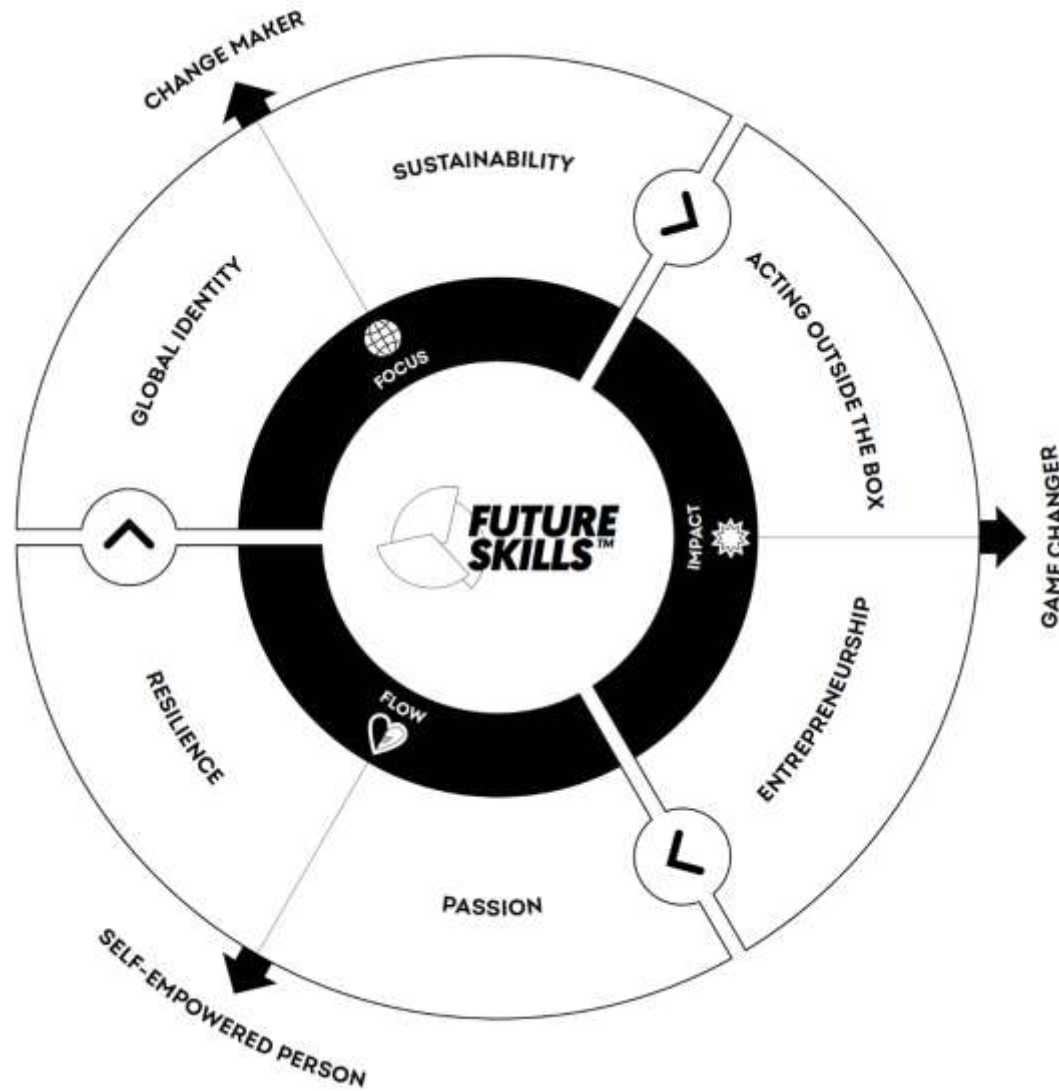 CHANGE MAKER
SUSTAINABILITY
ACTING OUTSIDE THE BOX
GLOBAL IDENTITY
FOCUS
FUTURE
SKILLS™
IMPACT
GAME CHANGER
RESILIENCE
FLOW
ENTREPRENEURSHIP
PASSION
SELF-EMPOWERED PERSON